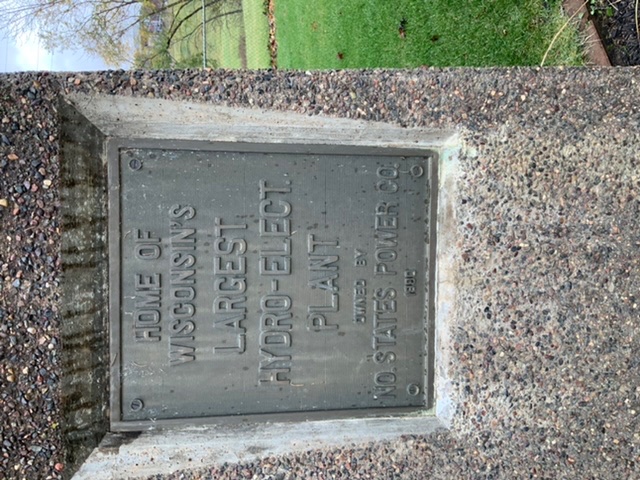 HOME OF
WISCONSIN'S
LARGEST
HYDRO-ELECT.
PLANT
OWNED BY
NO. STATES POWER CO.